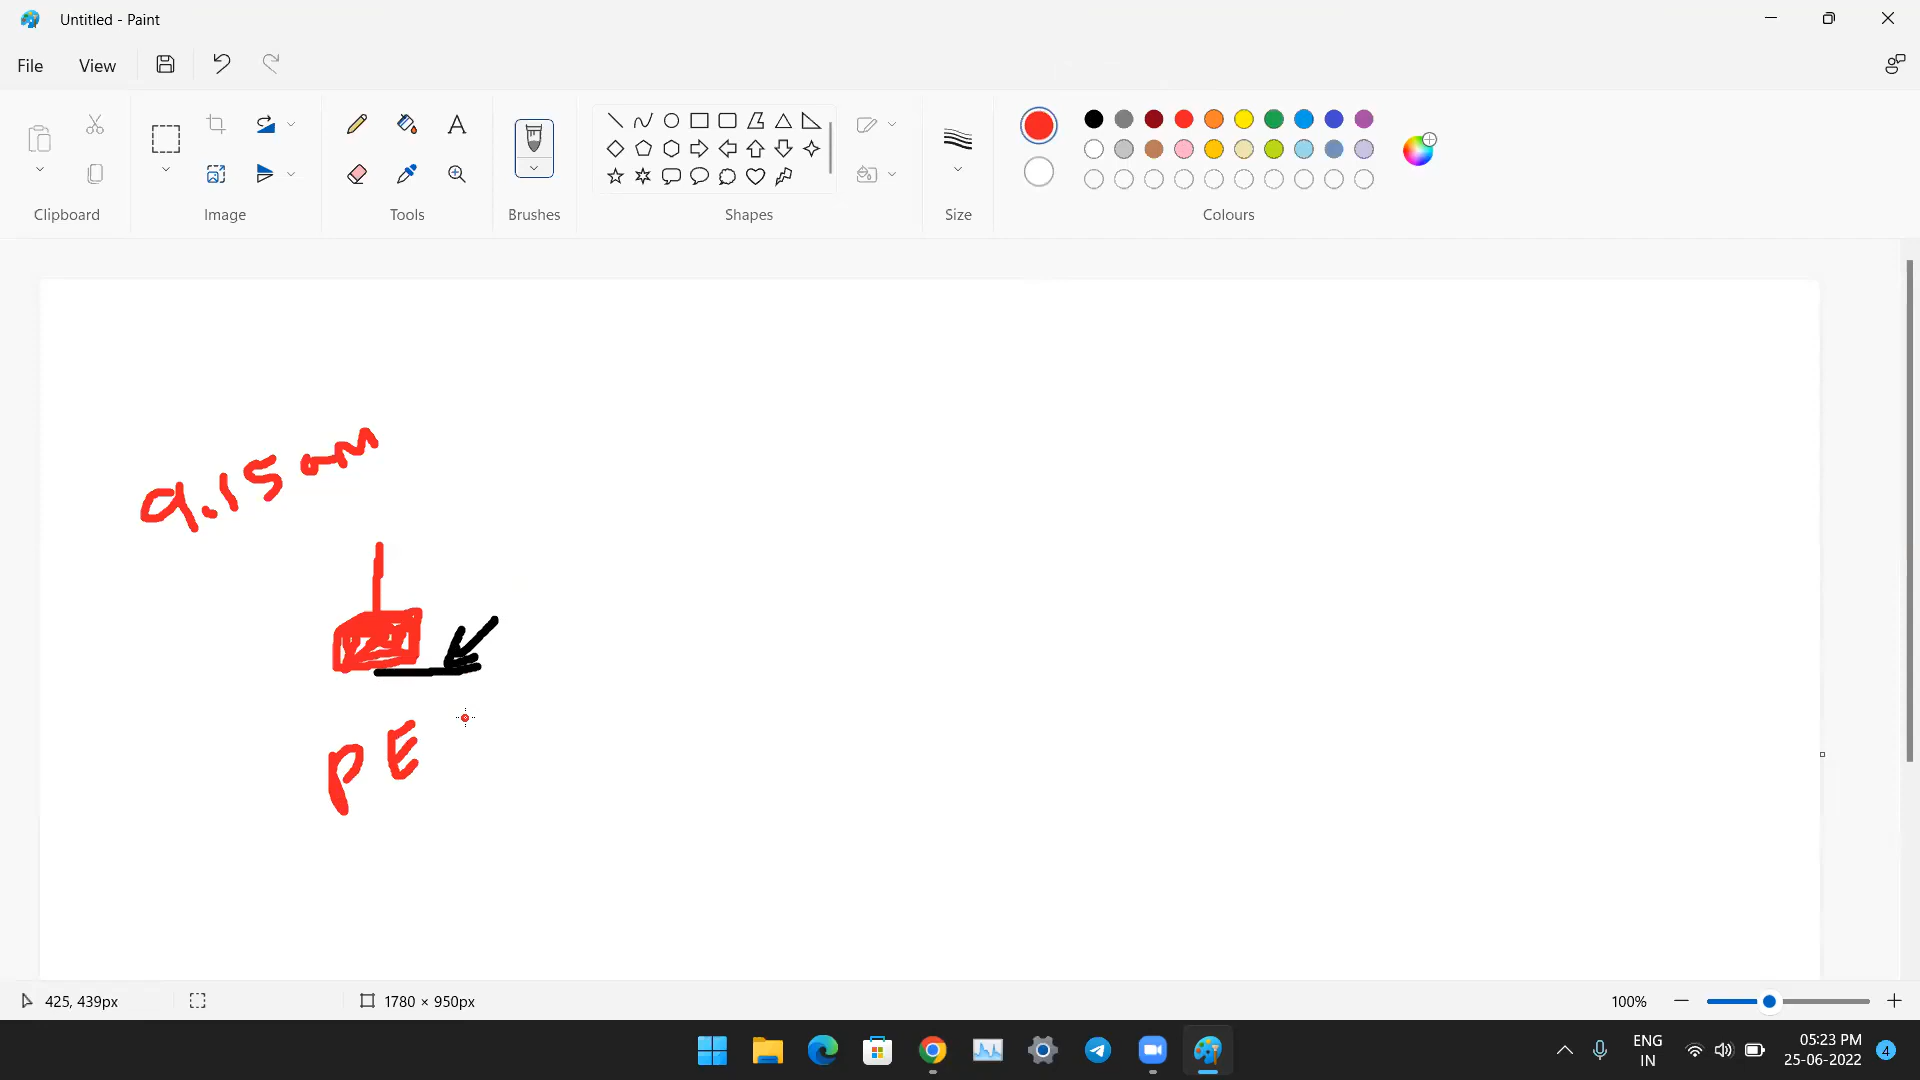 Untitled - Paint
File View
Clipboard Image Tools Brushes Shapes Size Colours
9.15 am
PE
425, 439px 1780 × 950px 100%
ENG 05:23 PM
IN 25-06-2022 4